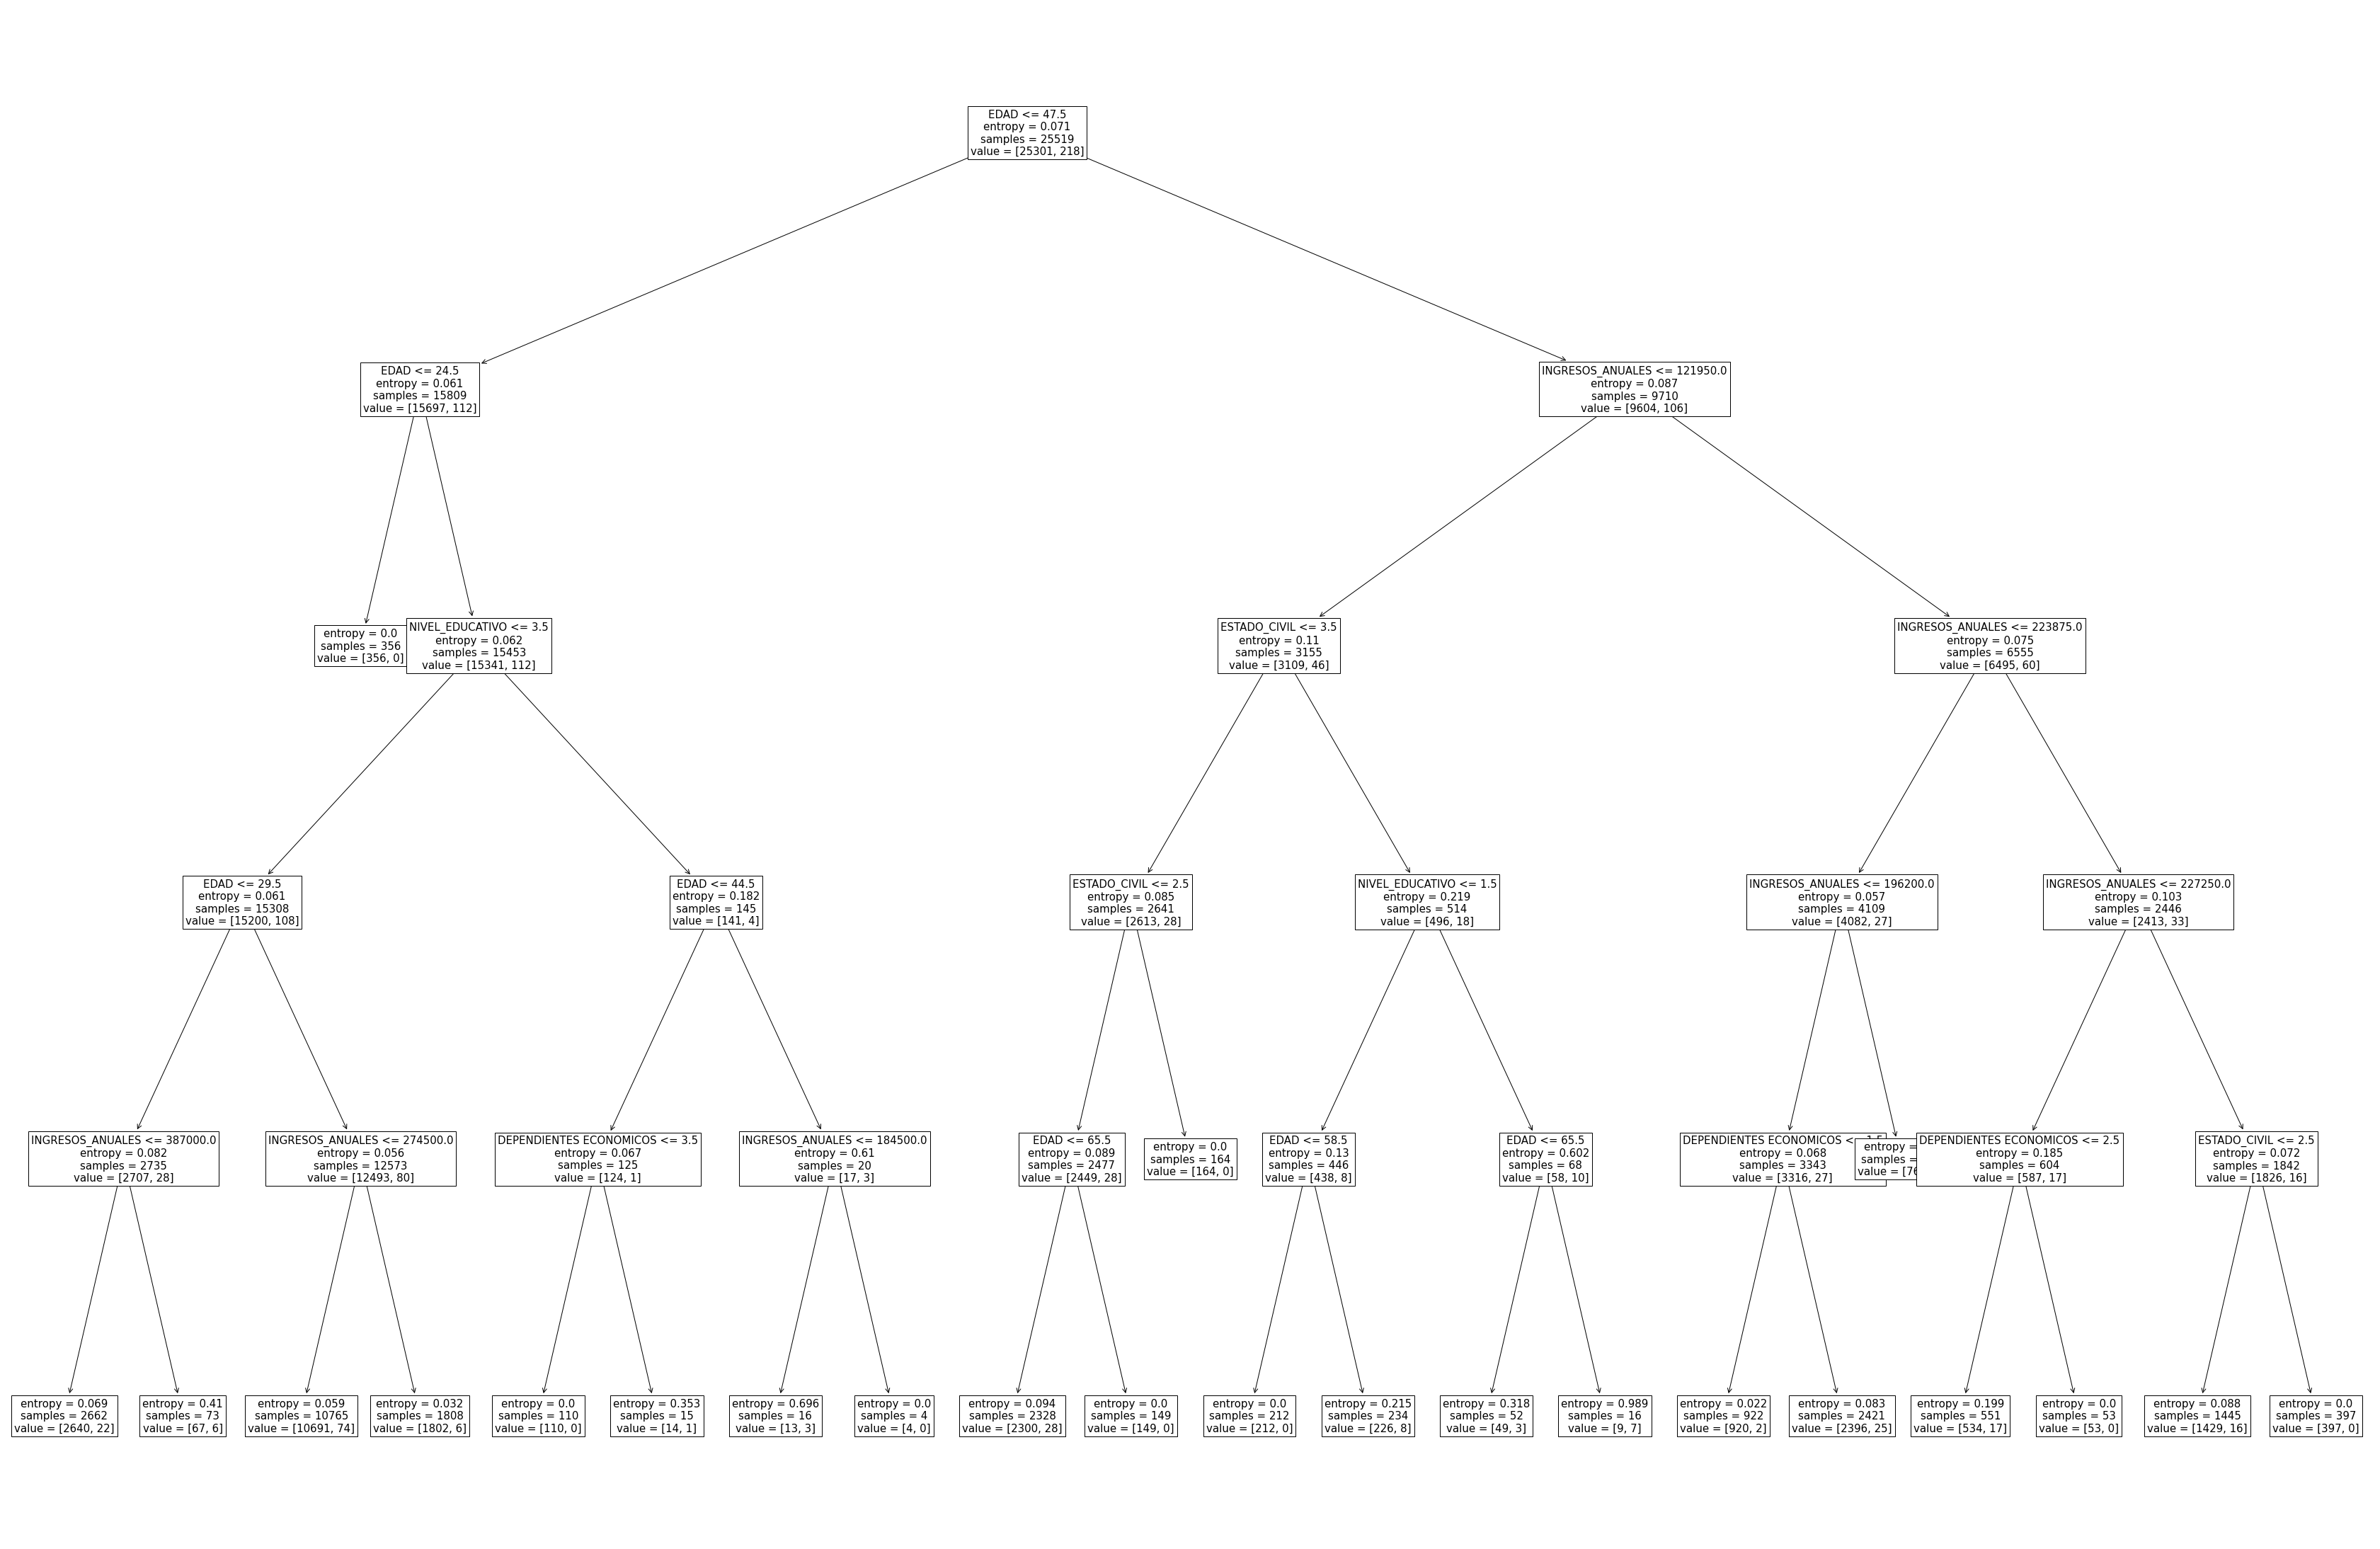 EDAD <= 47.5
entropy = 0.071
samples = 25519
value = [25301, 218]
EDAD <= 24.5
entropy = 0.061
samples = 15809
value = [15697, 112]
INGRESOS_ANUALES <= 121950.0
entropy = 0.087
samples = 9710
value = [9604, 106]
entropy = 0.0
samples = 356
value = [356, 0]
NIVEL_EDUCATIVO <= 3.5
entropy = 0.062
samples = 15453
value = [15341, 112]
ESTADO_CIVIL <= 3.5
entropy = 0.11
samples = 3155
value = [3109, 46]
INGRESOS_ANUALES <= 223875.0
entropy = 0.075
samples = 6555
value = [6495, 60]
EDAD <= 29.5
entropy = 0.061
samples = 15308
value = [15200, 108]
EDAD <= 44.5
entropy = 0.182
samples = 145
value = [141, 4]
ESTADO_CIVIL <= 2.5
entropy = 0.085
samples = 2641
value = [2613, 28]
NIVEL_EDUCATIVO <= 1.5
entropy = 0.219
samples = 514
value = [496, 18]
INGRESOS_ANUALES <= 196200.0
entropy = 0.057
samples = 4109
value = [4082, 27]
INGRESOS_ANUALES <= 227250.0
entropy = 0.103
samples = 2446
value = [2413, 33]
INGRESOS_ANUALES <= 387000.0
entropy = 0.082
samples = 2735
value = [2707, 28]
INGRESOS_ANUALES <= 274500.0
entropy = 0.056
samples = 12573
value = [12493, 80]
DEPENDIENTES ECONOMICOS <= 3.5
entropy = 0.067
samples = 125
value = [124, 1]
INGRESOS_ANUALES <= 184500.0
entropy = 0.61
samples = 20
value = [17, 3]
EDAD <= 65.5
entropy = 0.089
samples = 2477
value = [2449, 28]
entropy = 0.0
samples = 164
value = [164, 0]
EDAD <= 58.5
entropy = 0.13
samples = 446
value = [438, 8]
EDAD <= 65.5
entropy = 0.602
samples = 68
value = [58, 10]
DEPENDIENTES ECONOMICOS
entropy = 0.068
samples = 3343
value = [3316, 27]
entropy =
samples =
value =
DEPENDIENTES ECONOMICOS <= 2.5
entropy = 0.185
samples = 604
value = [587, 17]
ESTADO_CIVIL <= 2.5
entropy = 0.072
samples = 1842
value = [1826, 16]
entropy = 0.069
samples = 2662
value = [2640, 22]
entropy = 0.41
samples = 73
value = [67, 6]
entropy = 0.059
samples = 10765
value = [10691, 74]
entropy = 0.032
samples = 1808
value = [1802, 6]
entropy = 0.0
samples = 110
value = [110, 0]
entropy = 0.353
samples = 15
value = [14, 1]
entropy = 0.696
samples = 16
value = [13, 3]
entropy = 0.0
samples = 4
value = [4, 0]
entropy = 0.094
samples = 2328
value = [2300, 28]
entropy = 0.0
samples = 149
value = [149, 0]
entropy = 0.0
samples = 212
value = [212, 0]
entropy = 0.215
samples = 234
value = [226, 8]
entropy = 0.318
samples = 52
value = [49, 3]
entropy = 0.989
samples = 16
value = [9, 7]
entropy = 0.022
samples = 922
value = [920, 2]
entropy = 0.083
samples = 2421
value = [2396, 25]
entropy = 0.199
samples = 551
value = [534, 17]
entropy = 0.0
samples = 53
value = [53, 0]
entropy = 0.088
samples = 1445
value = [1429, 16]
entropy = 0.0
samples = 397
value = [397, 0]